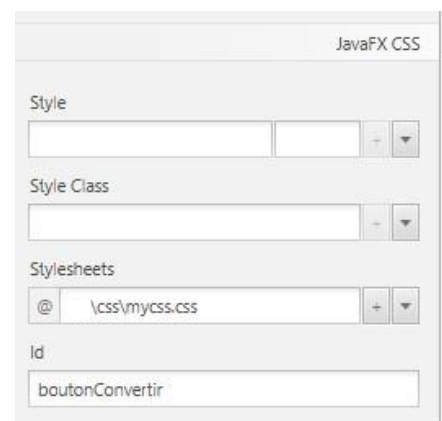 JavaFX CSS
Style
+
Style Class
+
Stylesheets
@ \css\mycss.css +
Id
boutonConvertir